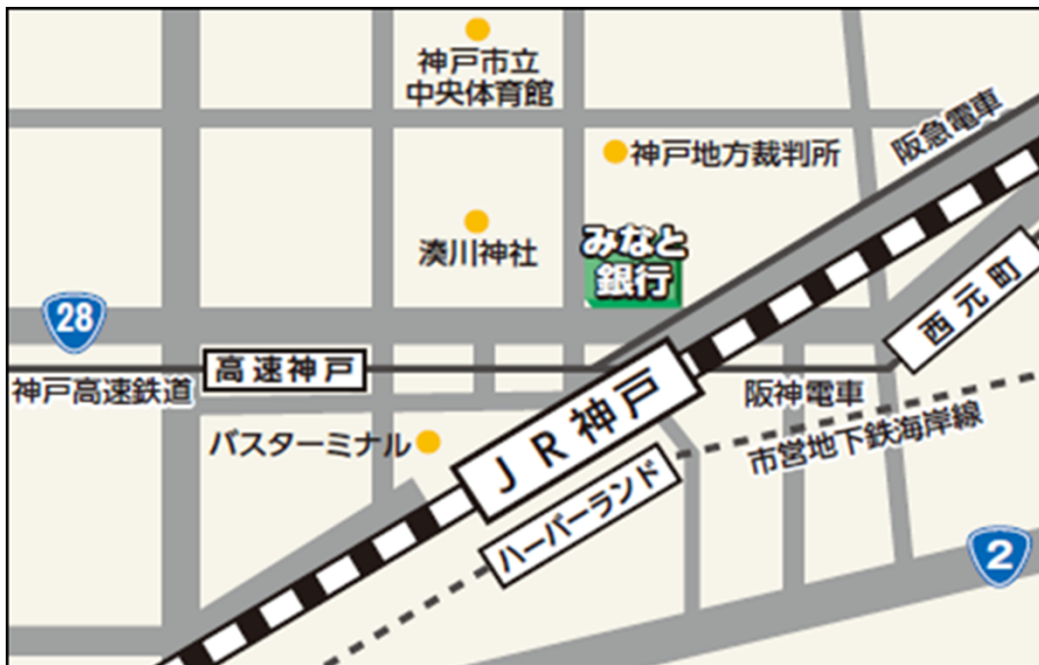 神戸市立
中央体育館
阪急電車
神戸地方裁判所
湊川神社
みなと
銀行
28
西元町
高速神戸
神戸高速鉄道
JR神戸
阪神電車
バスターミナル
市営地下鉄海岸線
ハーバーランド
2